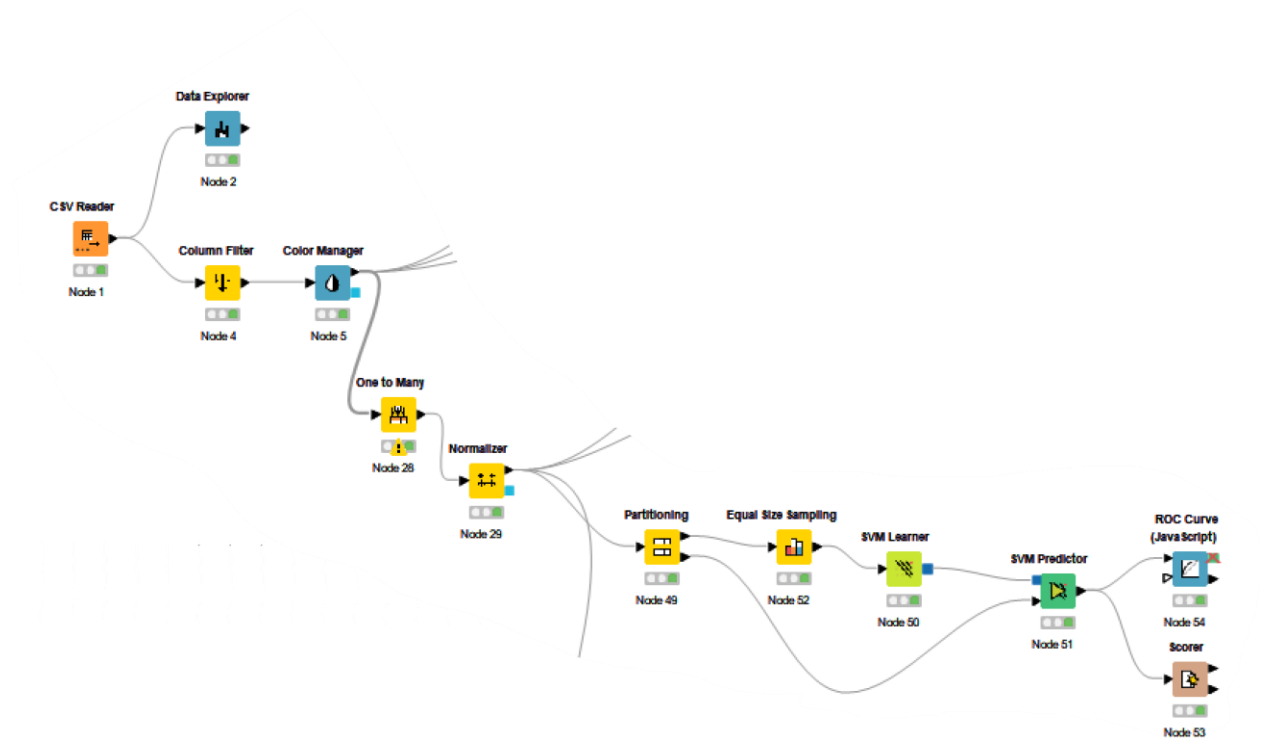 Data Explorer
Node 2
CSV Reader
Node 1
Column Filter
Node 4
Color Manager
Node 5
One to Many
Node 28
Normalizer
Node 29
Partitioning
Node 49
Equal Size Sampling
Node 52
SVM Learner
Node 50
SVM Predictor
Node 51
ROC Curve
(JavaScript)
Node 54
Scorer
Node 53